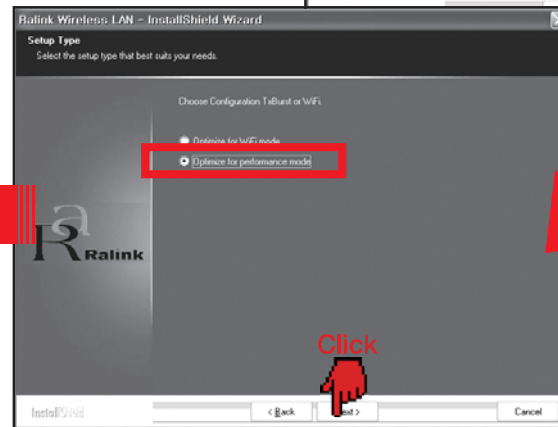 Ralink Wireless LAN - InstallShield Wizard
Setup Type
Select the setup type that best suits your needs.
Choose Configuration TxBurst or WiFi.
Optimize for WiFi mode
Optimize for performance mode
Ralink
Click
InstallShield
< Back
Next >
Cancel